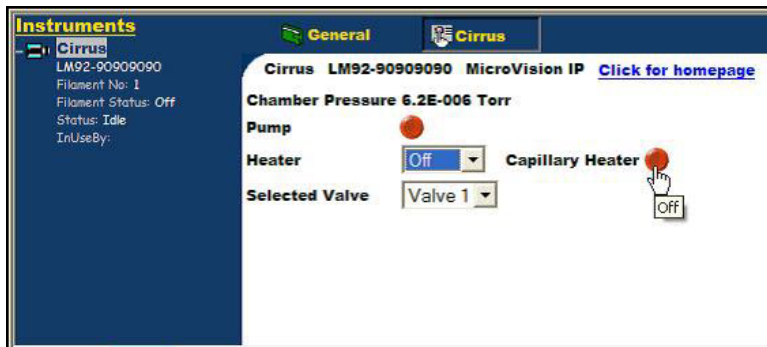 Instruments
Cirrus
LM92-90909090
Filament No: 1
Filament Status: Off
Status: Idle
InUseBy:
General
Cirrus
Cirrus LM92-90909090 MicroVision IP Click for homepage
Chamber Pressure 6.2E-006 Torr
Pump
Heater Off Capillary Heater
Off
Selected Valve Valve 1